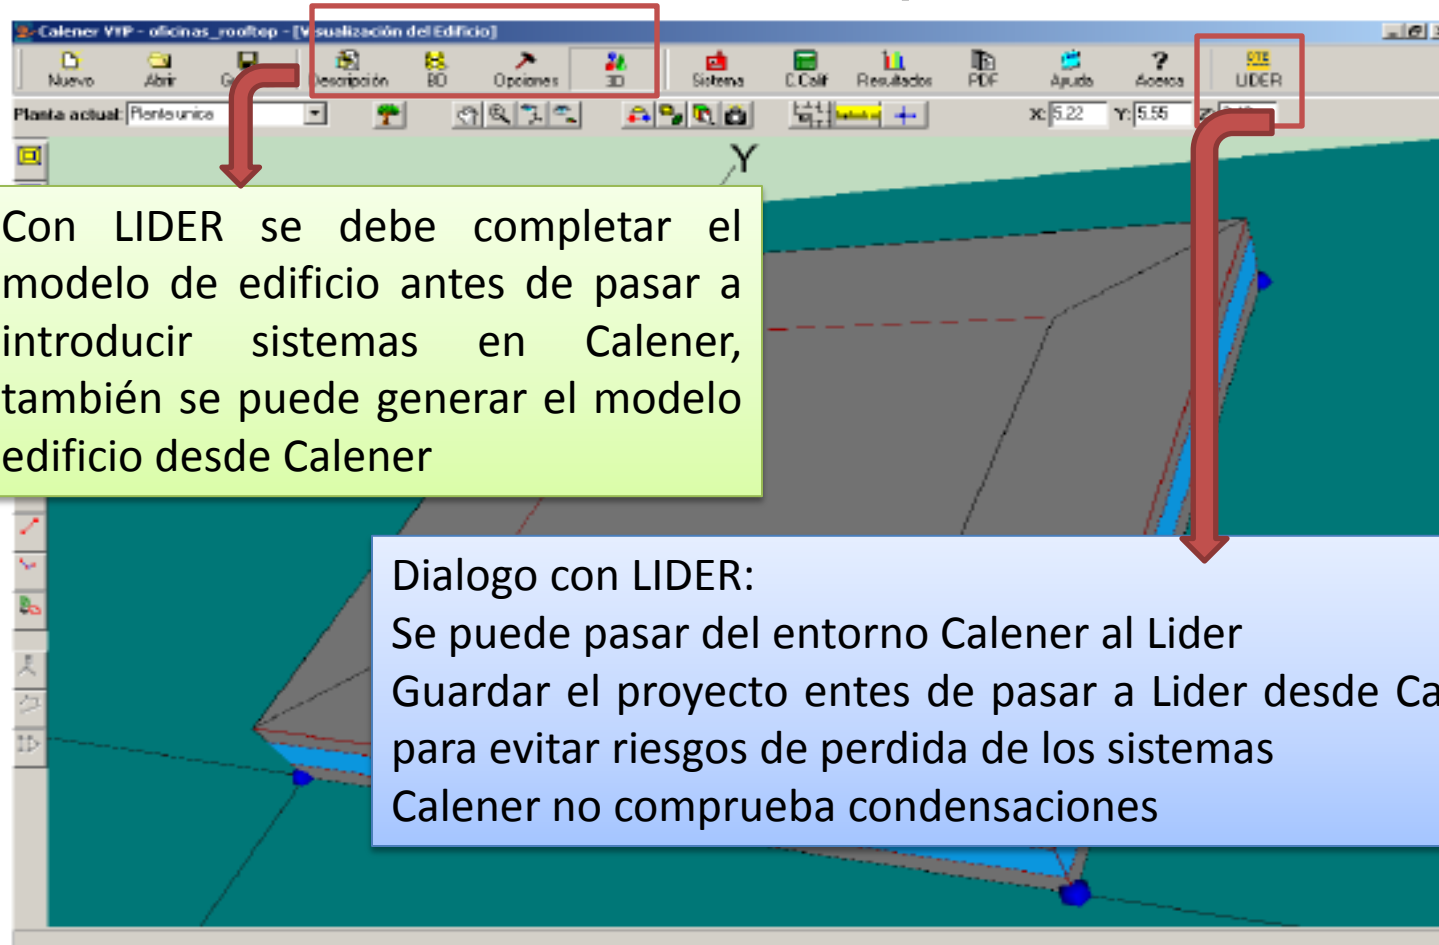 Calener VYP - oficinas_rooftop - [Visualización del Edificio]
Nuevo Abrir Descripción BD Opciones 3D Sistema C.Calif Resultados PDF Ayuda Acerca LIDER
Planta actual: Planta unica X: 5.22 Y: 5.55
Y
Con LIDER se debe completar el
modelo de edificio antes de pasar a
introducir sistemas en Calener,
también se puede generar el modelo
edificio desde Calener
Dialogo con LIDER:
Se puede pasar del entorno Calener al Lider
Guardar el proyecto entes de pasar a Lider desde Ca
para evitar riesgos de perdida de los sistemas
Calener no comprueba condensaciones